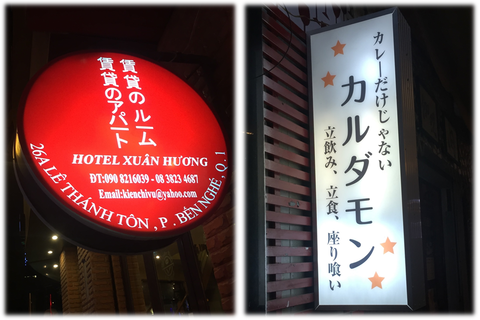 賃貸のルーム
賃貸のアパート
HOTEL XUÂN HƯƠNG
ĐT:090 8216039 - 08 3823 4687
Email:kienchivu@yahoo.com
26A LÊ THÁNH TÔN , P . BẾN NGHÉ, Q.1
カレーだけじゃない
カルダモン
立飲み、立食、座り喰い